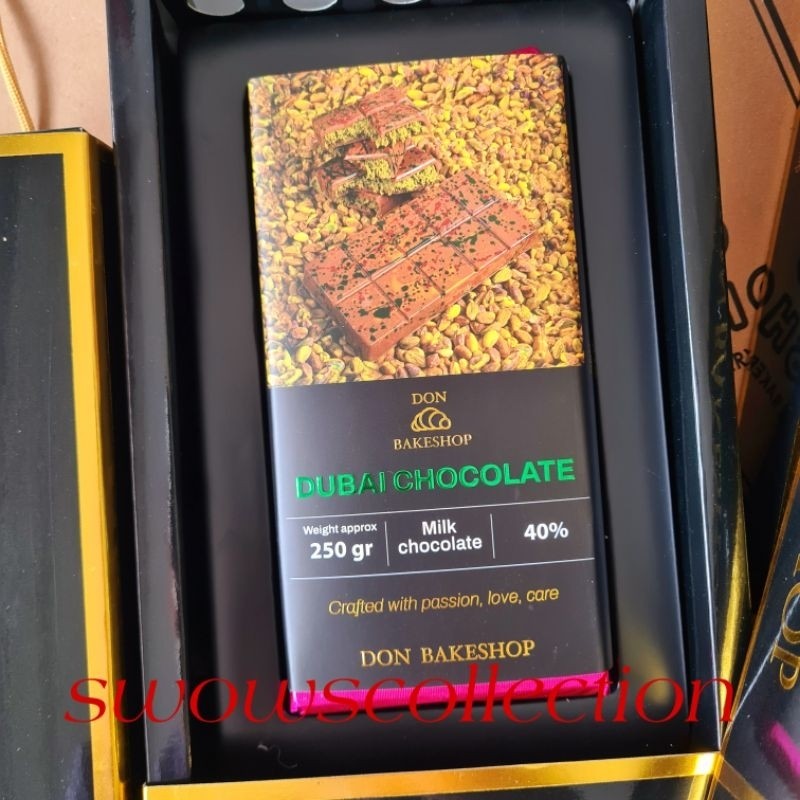 DON
BAKESHOP
DUBAI CHOCOLATE
Weight approx
250 gr
Milk
chocolate
40%
Crafted with passion, love, care
DON BAKESHOP
swowscollection